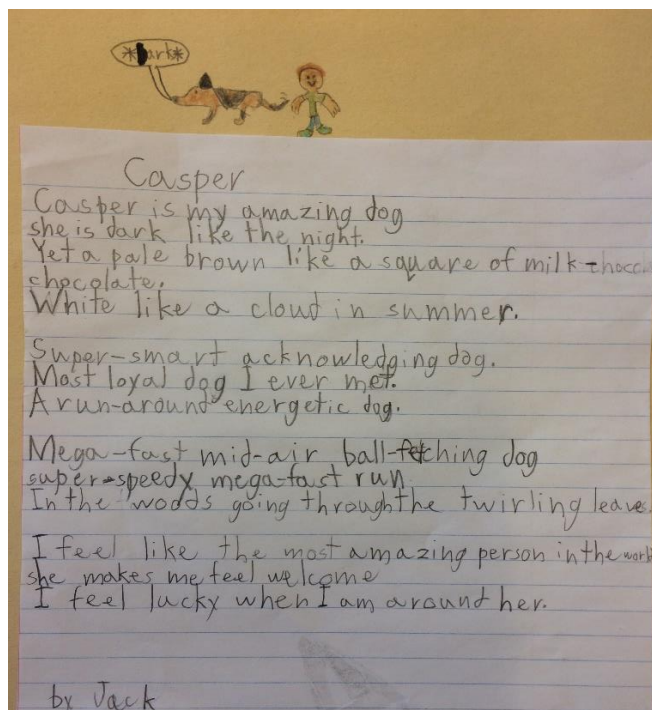 *bark*
Casper
Casper is my amazing dog
she is dark like the night.
Yet a pale brown like a square of milk-
chocolate.
White like a cloud in summer.
Super-smart acknowledging dog.
Most loyal dog I ever met.
A run-around energetic dog.
Mega-fast mid-air ball-fetching dog
super-speedy mega-fast run
In the woods going through the twirling leaves
I feel like the most amazing person in the world
she makes me feel welcome
I feel lucky when I am around her.
by Jack